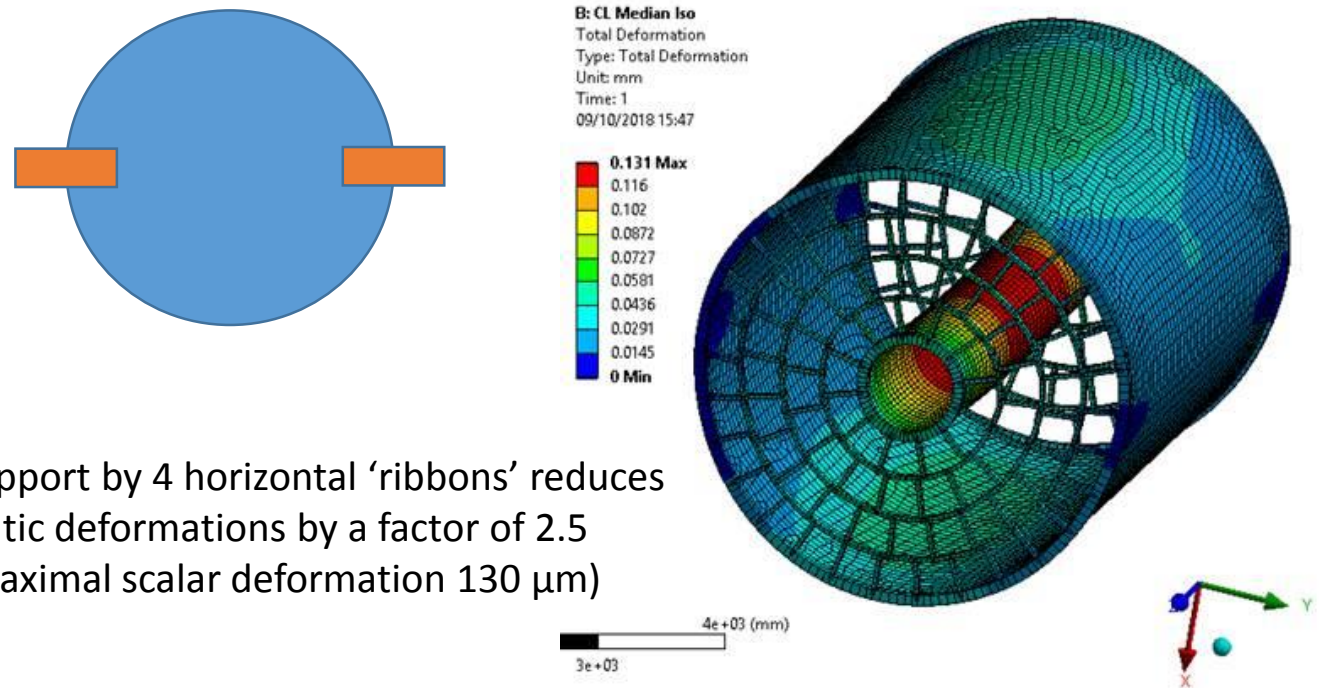 B: CL Median Iso
Total Deformation
Type: Total Deformation
Unit: mm
Time: 1
09/10/2018 15:47
0.131 Max
0.116
0.102
0.0872
0.0727
0.0581
0.0436
0.0291
0.0145
0 Min
pport by 4 horizontal ‘ribbons’ reduces
tic deformations by a factor of 2.5
aximal scalar deformation 130 µm)
4e+03 (mm)
3e+03
Y
X